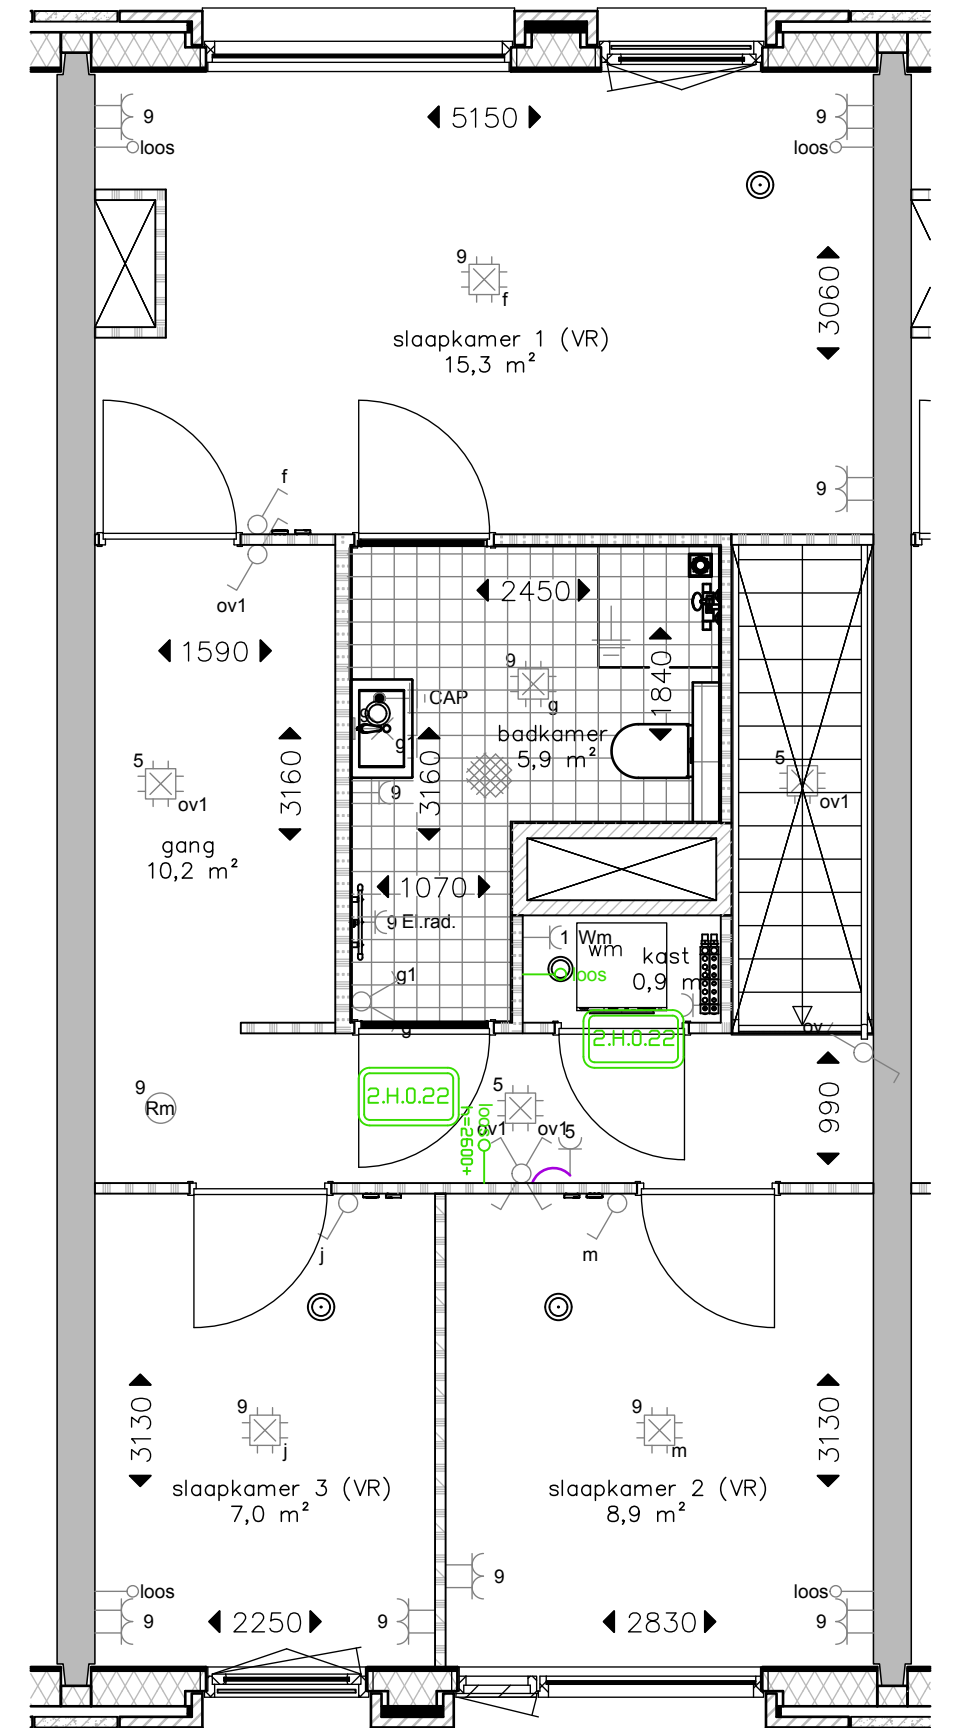 9
9
5150
loos
loos
9
f
3060
slaapkamer 1 (VR)
15,3 m²
f
9
ov1
2450
1590
1840
9
g
CAP
badkamer
5,9 m²
3160
3160
9
5
ov1
5
ov1
gang
10,2 m²
1070
9 El.rad.
1 Wm
wm
kast
0,9 m
loos
g1
g
ov
2.H.0.22
2.H.0.22
9
Rm
5
990
loos
h=2600+
ov1
ov1
5
j
m
9
j
9
m
3130
3130
slaapkamer 3 (VR)
7,0 m²
slaapkamer 2 (VR)
8,9 m²
9
loos
loos
9
2250
9
2830
9